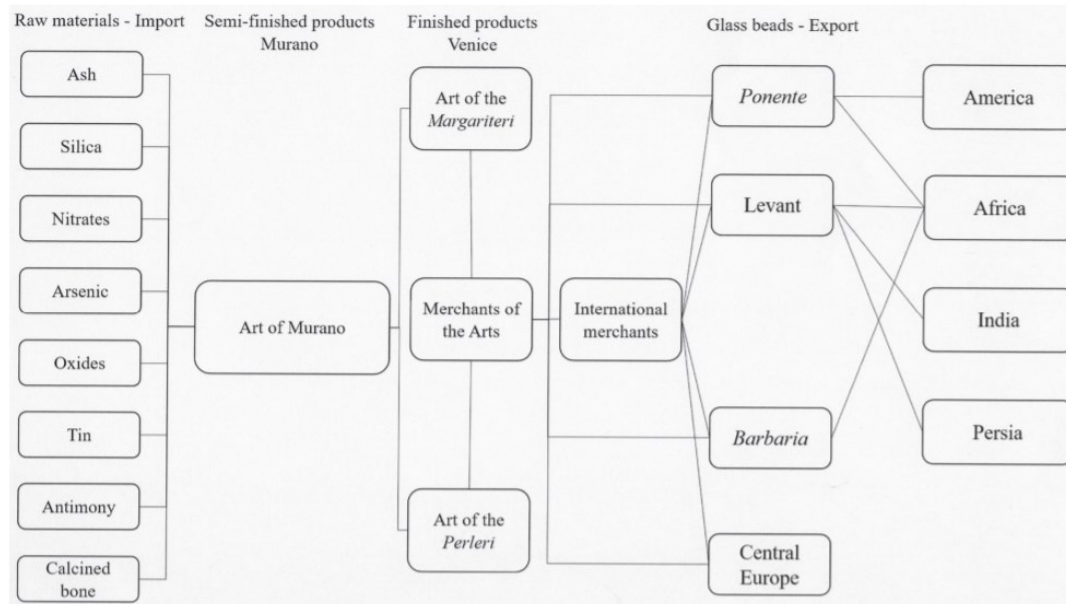 Raw materials - Import
Semi-finished products
Murano
Finished products
Venice
Glass beads - Export
Ash
Silica
Nitrates
Arsenic
Oxides
Tin
Antimony
Calcined
bone
Art of Murano
Art of the
Margariteri
Merchants of
the Arts
Art of the
Perleri
International
merchants
Ponente
Levant
Barbaria
Central
Europe
America
Africa
India
Persia